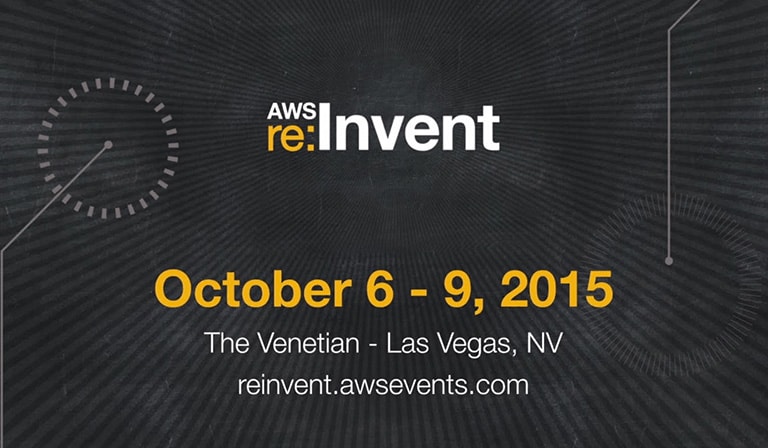 AWS
re:Invent
October 6 - 9, 2015
The Venetian - Las Vegas, NV
reinvent.awsevents.com